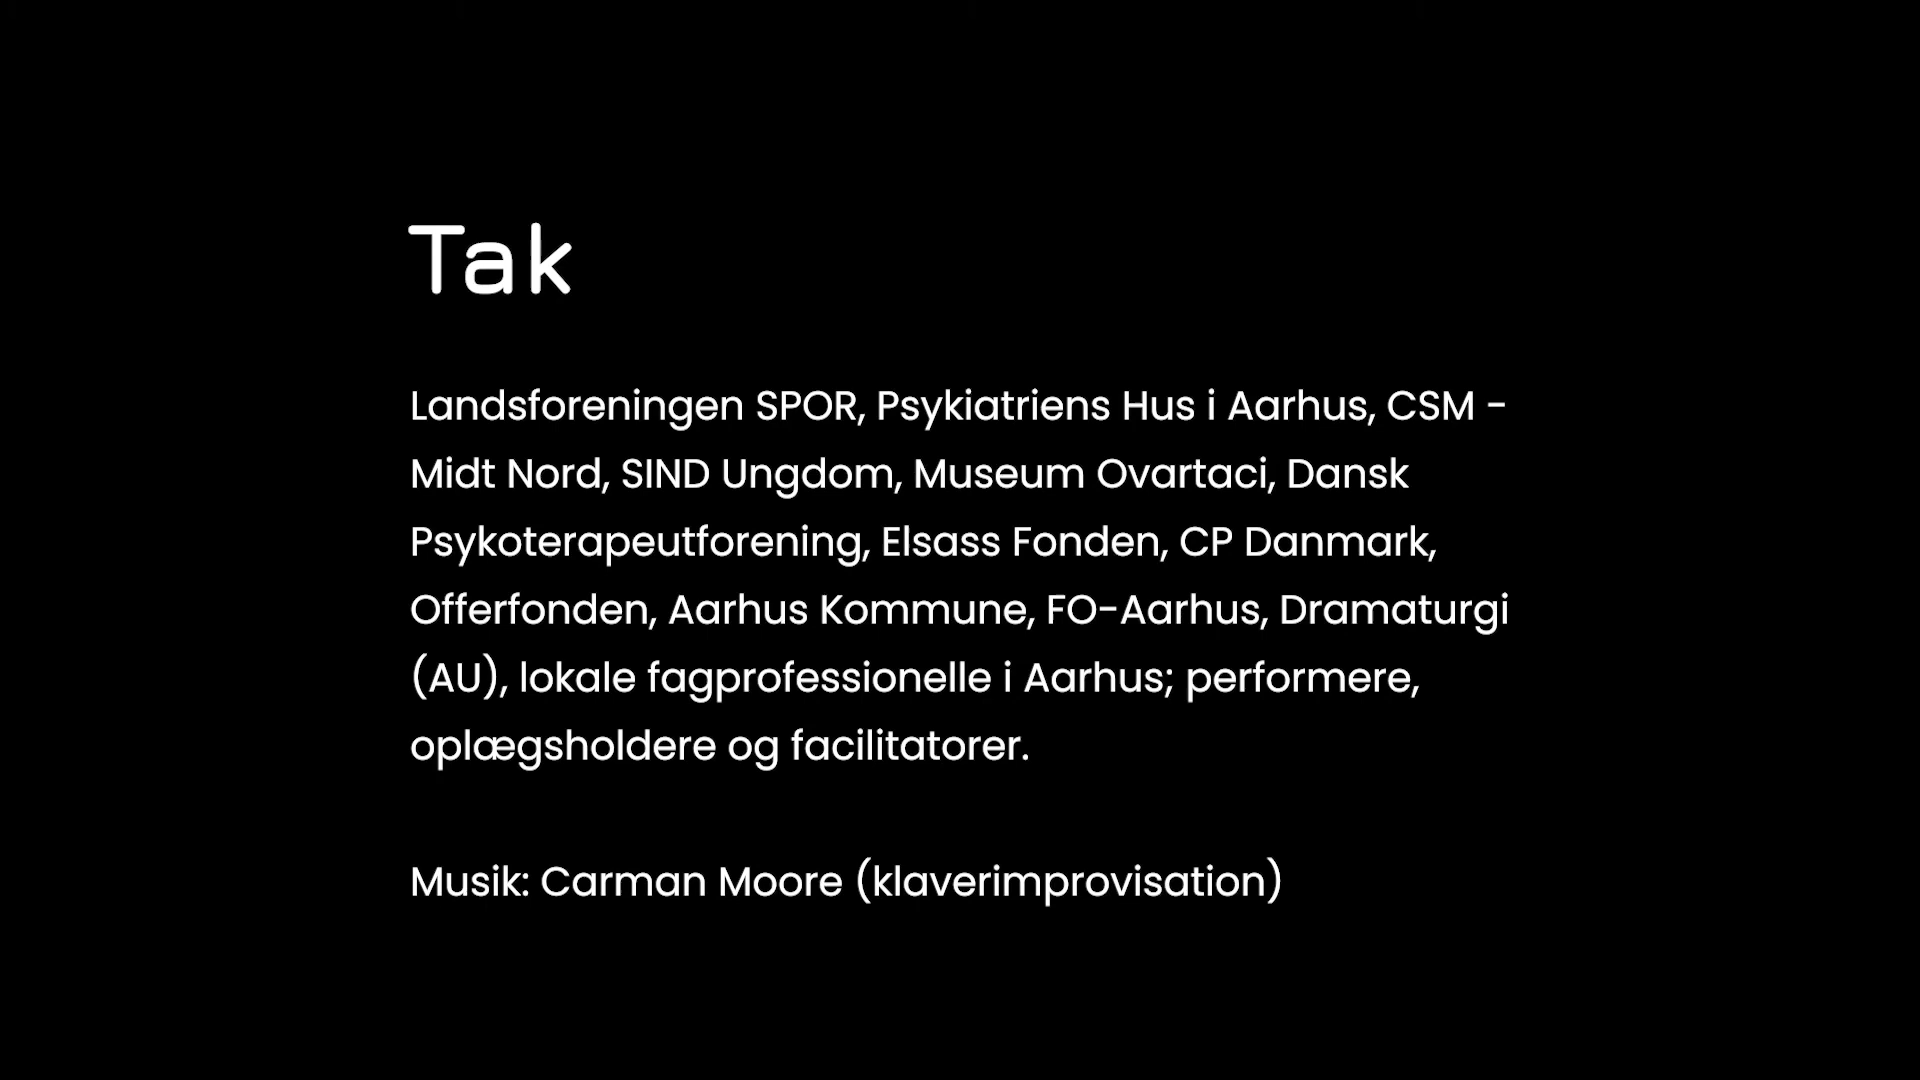 Tak
Landsforeningen SPOR, Psykiatriens Hus i Aarhus, CSM -
Midt Nord, SIND Ungdom, Museum Ovartaci, Dansk
Psykoterapeutforening, Elsass Fonden, CP Danmark,
Offerfonden, Aarhus Kommune, FO-Aarhus, Dramaturgi
(AU), lokale fagprofessionelle i Aarhus; performere,
oplægsholdere og facilitatorer.
Musik: Carman Moore (klaverimprovisation)